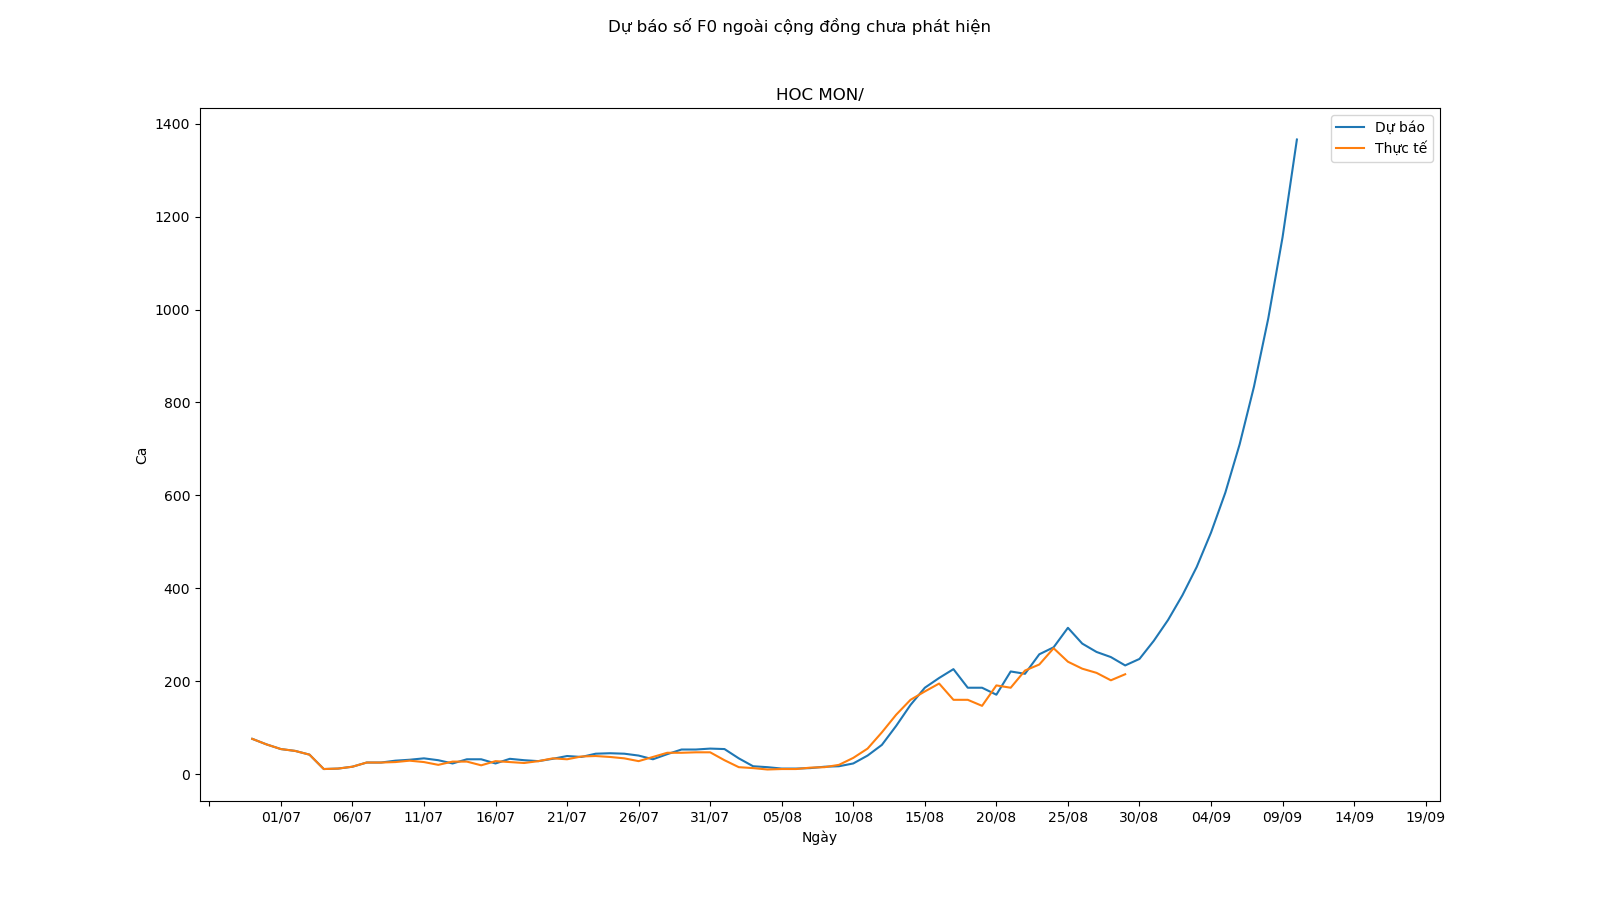 Dự báo số F0 ngoài cộng đồng chưa phát hiện
HOC MON/
1400
1200
1000
800
600
400
200
0
Ca
Dự báo
Thực tế
01/07 06/07 11/07 16/07 21/07 26/07 31/07 05/08 10/08 15/08 20/08 25/08 30/08 04/09 09/09 14/09 19/09
Ngày